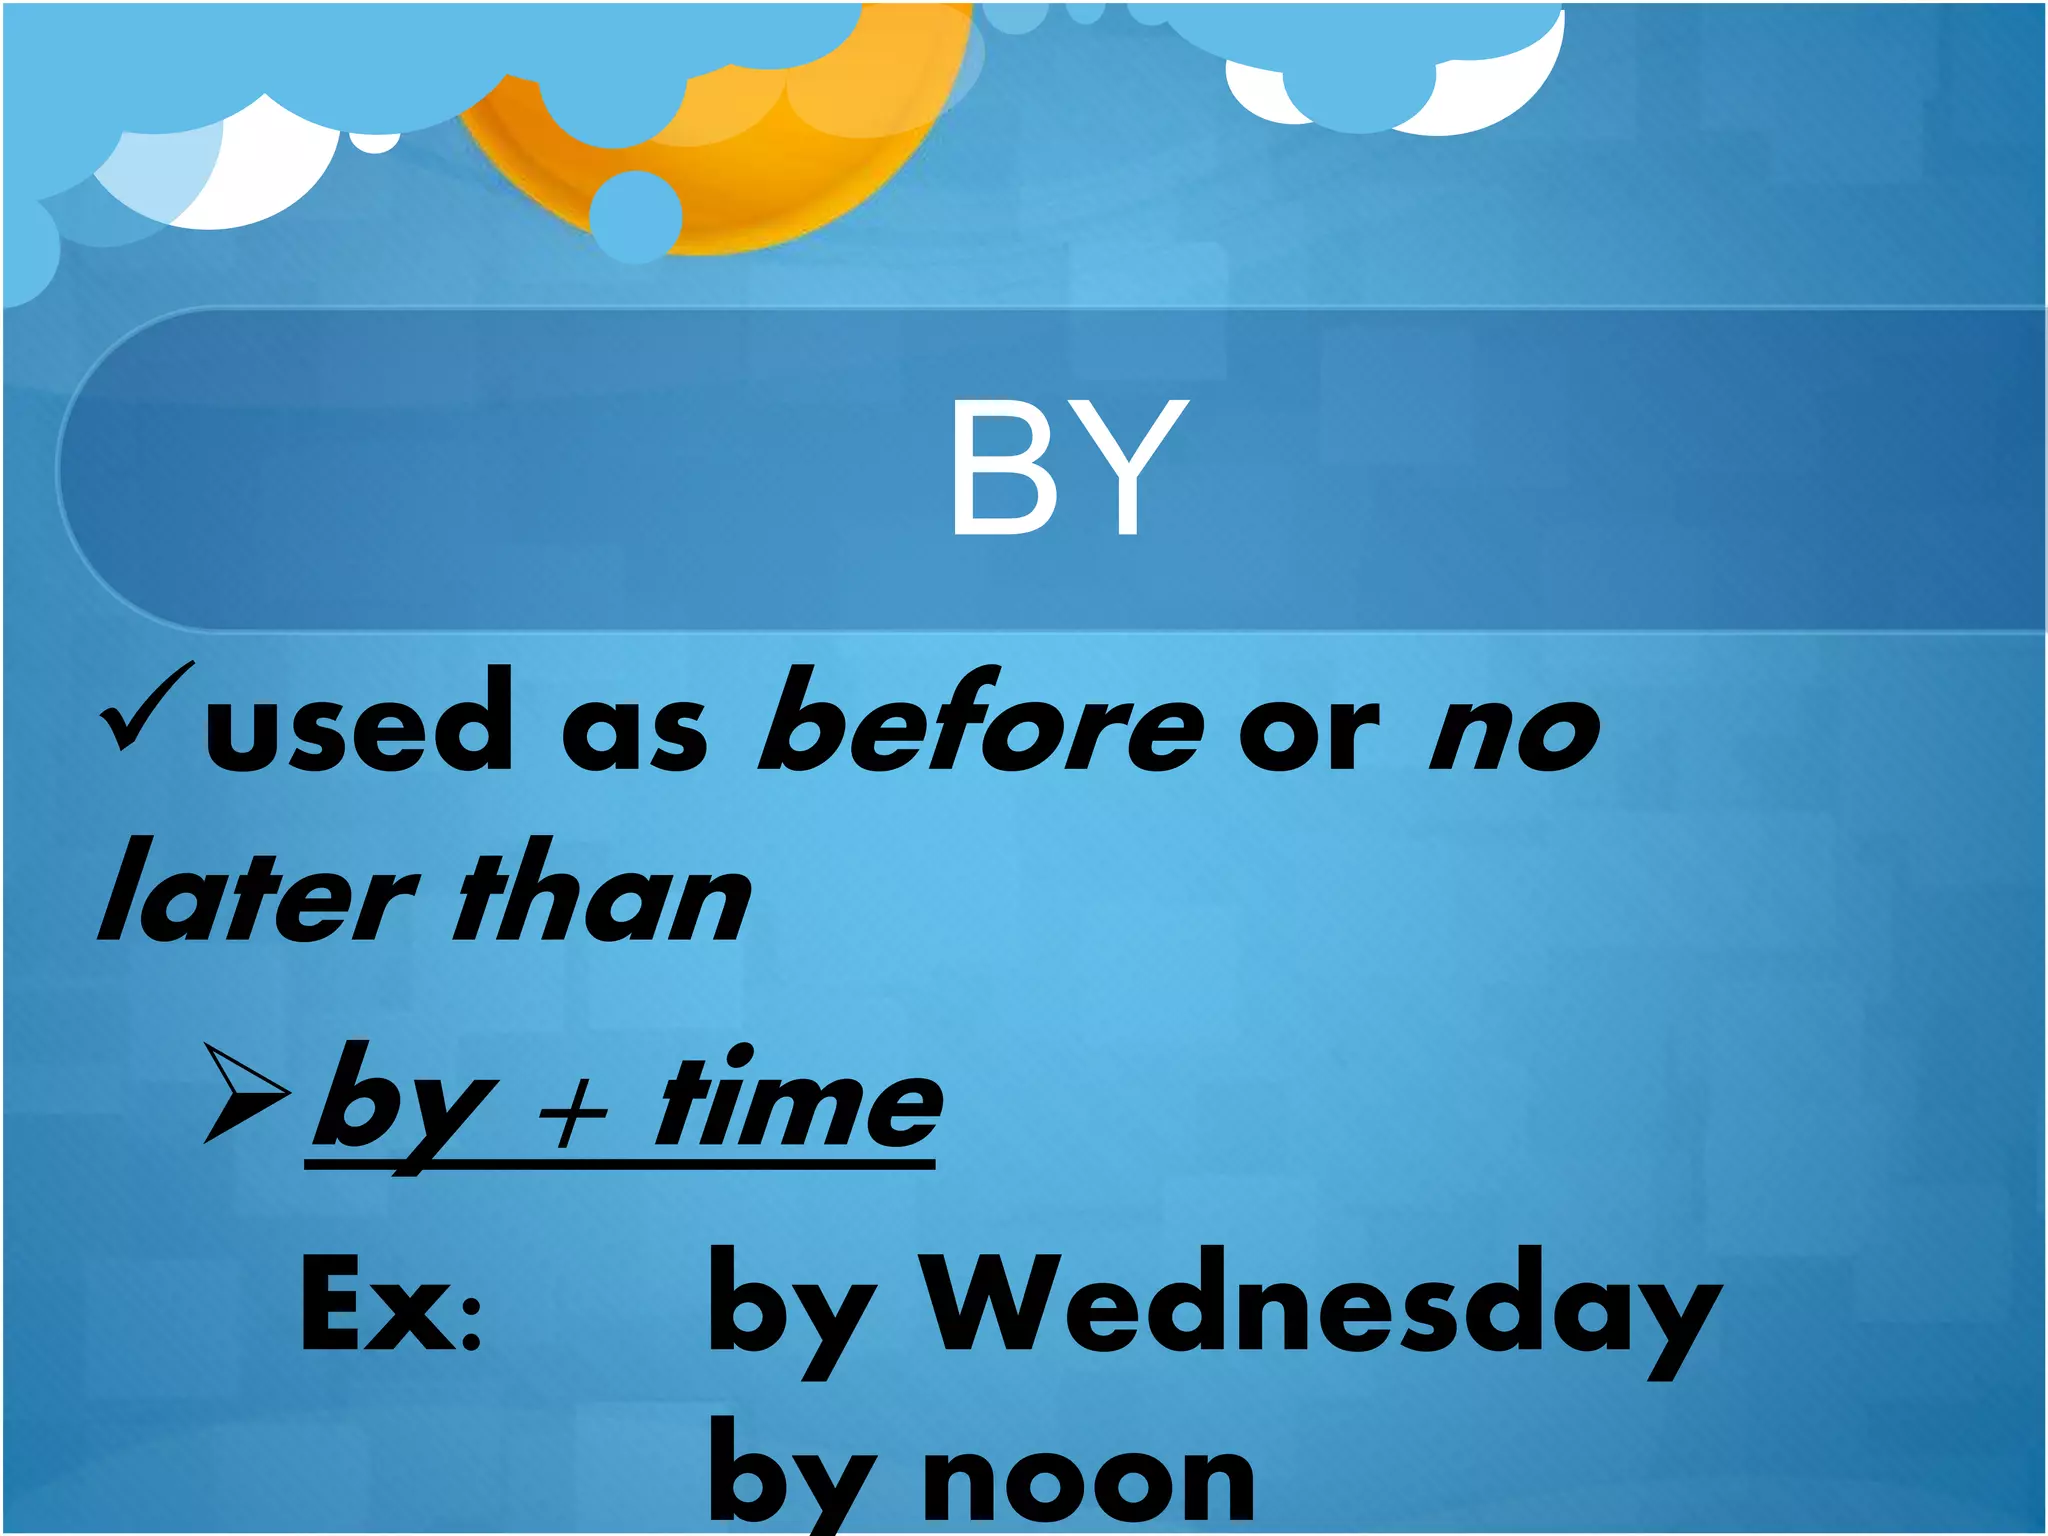 BY
✓used as before or no
later than
➢by + time
Ex: by Wednesday
by noon